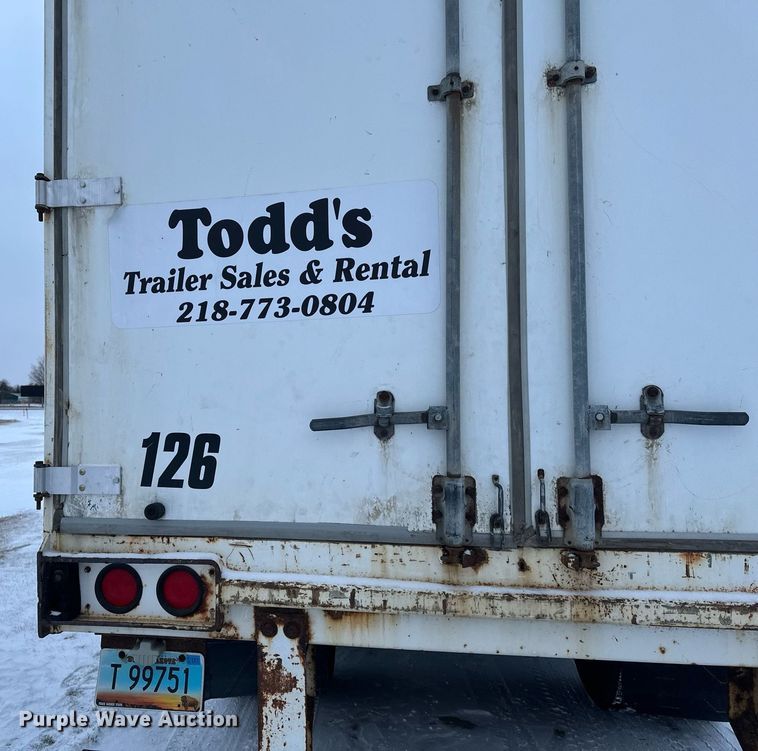 Todd's
Trailer Sales & Rental
218-773-0804
126
T 99751
Purple Wave Auction